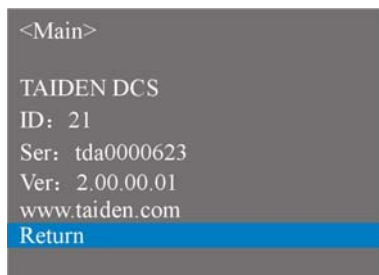 <Main>
TAIDEN DCS
ID：21
Ser：tda0000623
Ver：2.00.00.01
www.taiden.com
Return